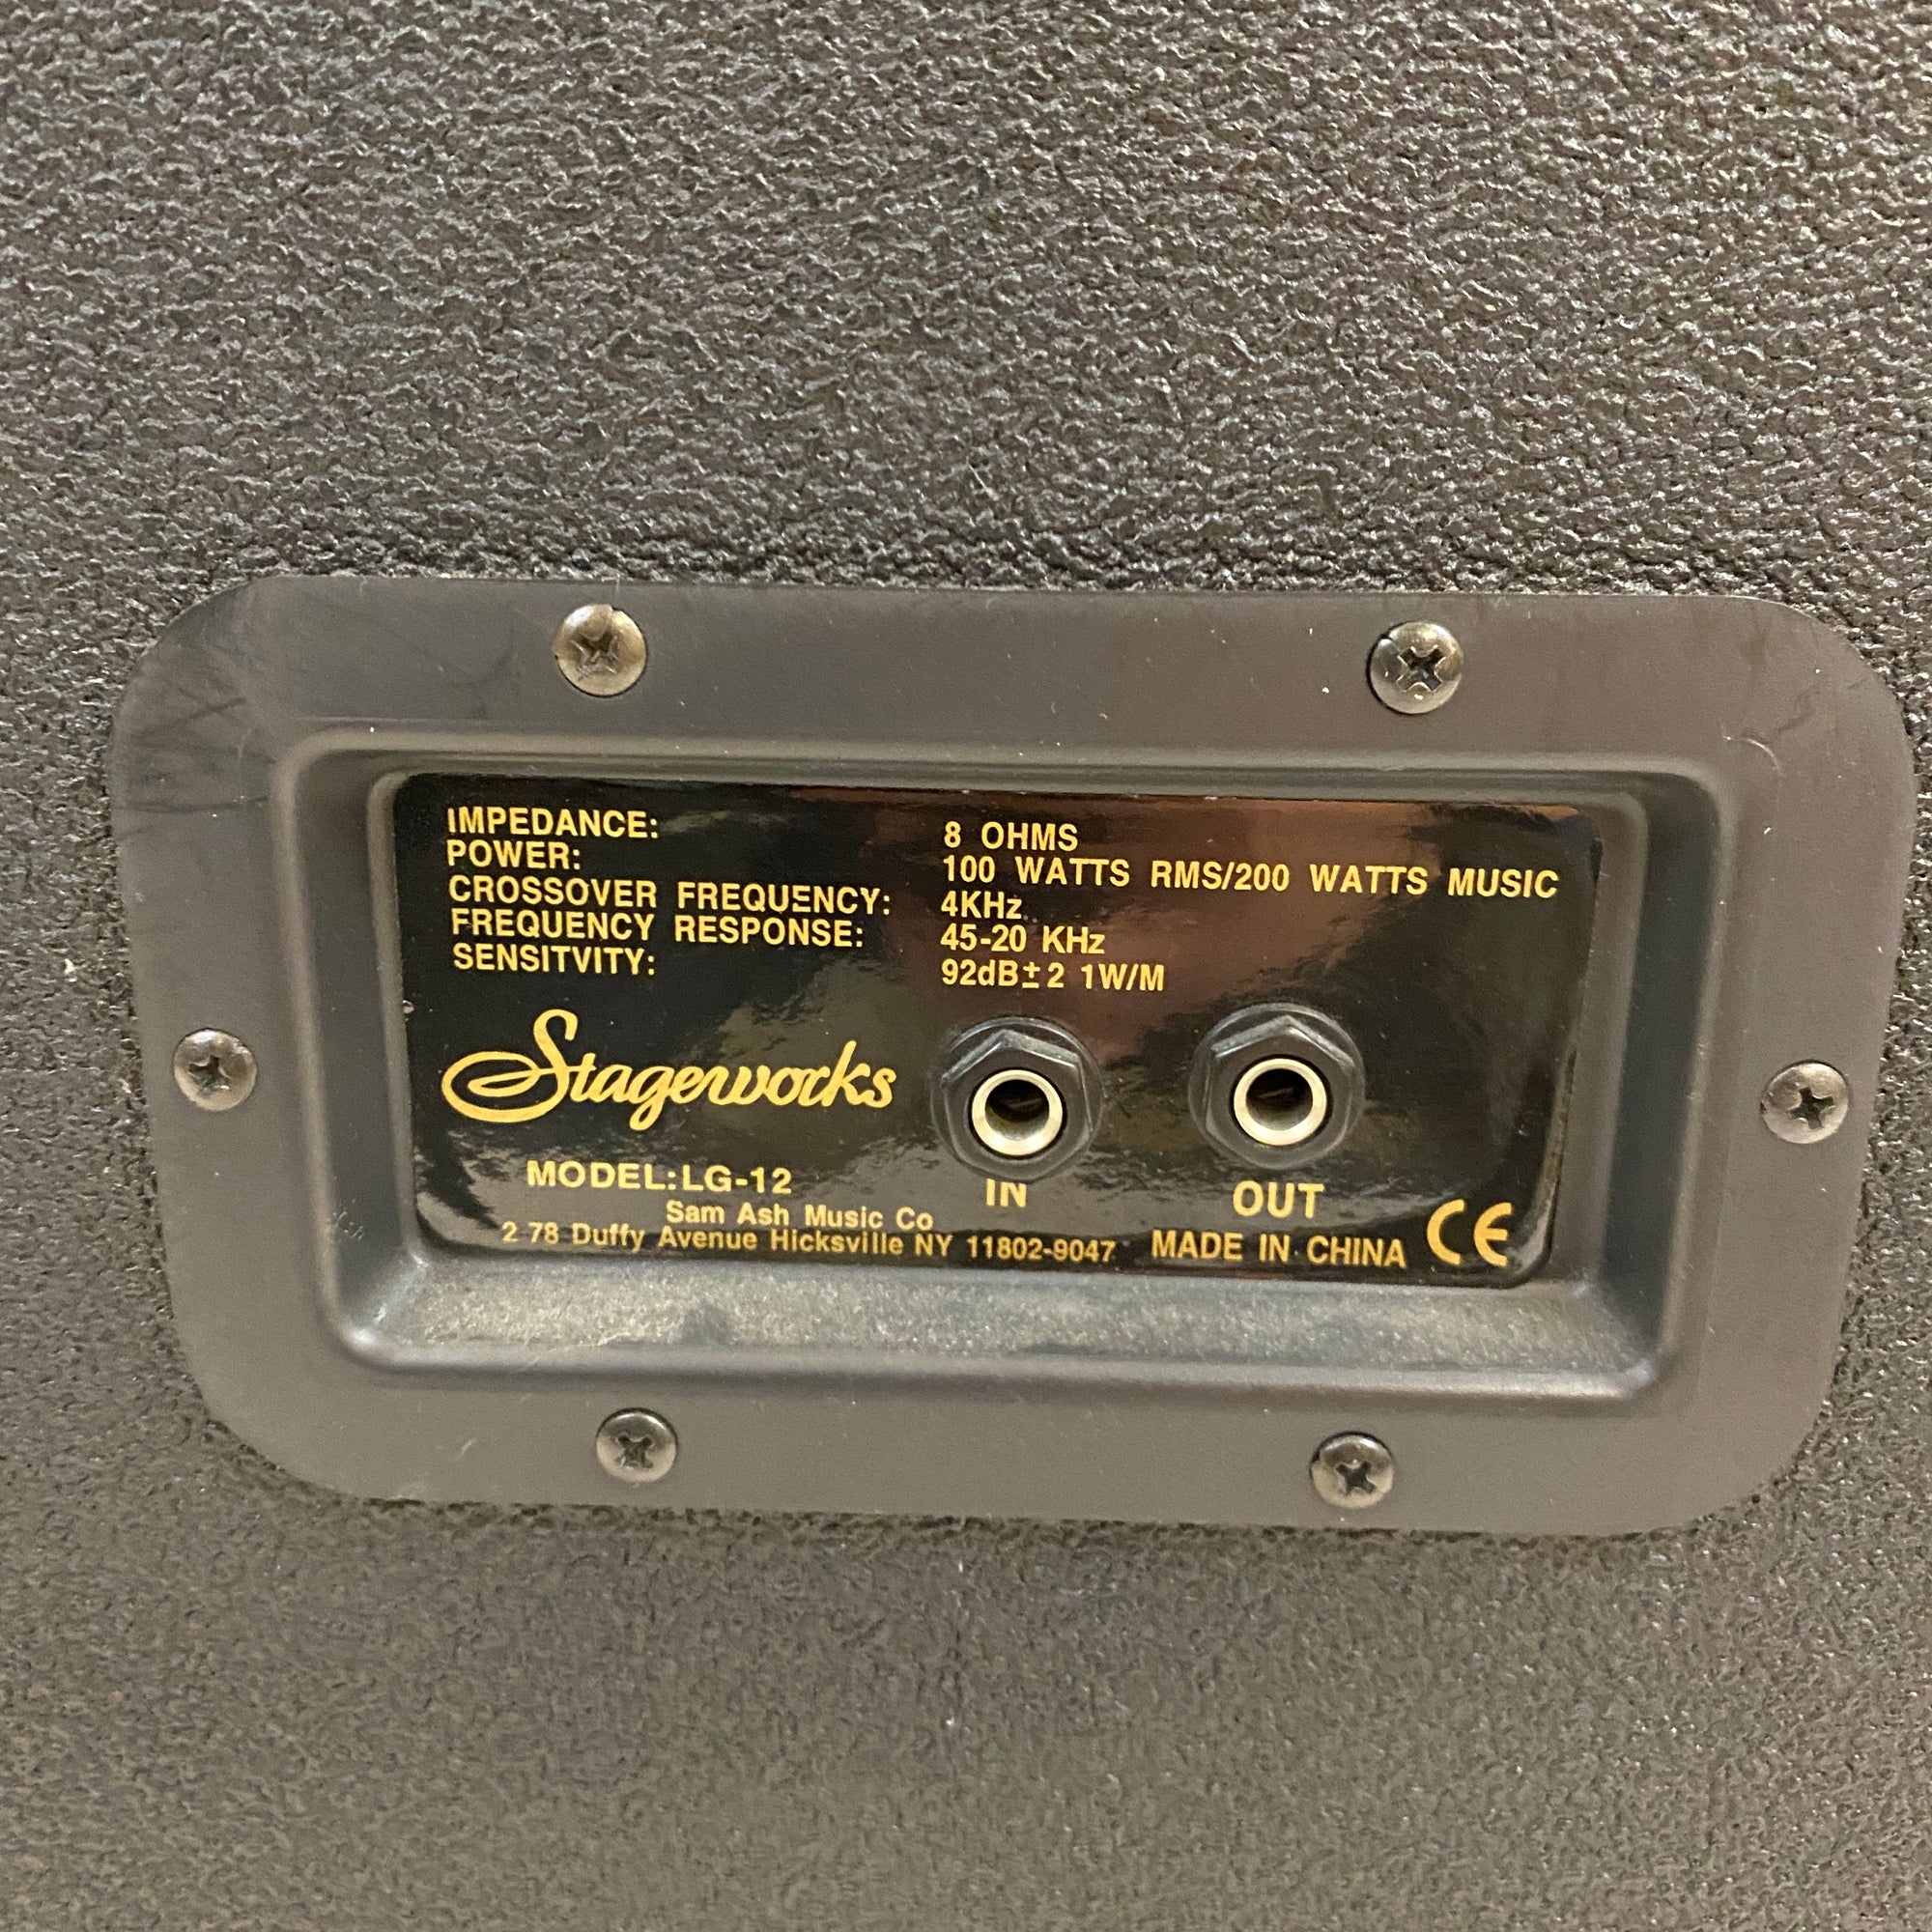 IMPEDANCE: 8 OHMS
POWER: 100 WATTS RMS/200 WATTS MUSIC
CROSSOVER FREQUENCY: 4KHz
FREQUENCY RESPONSE: 45-20 KHz
SENSITVITY: 92dB±2 1W/M
Stageworks
MODEL:LG-12
IN OUT
Sam Ash Music Co
2 78 Duffy Avenue Hicksville NY 11802-9047 MADE IN CHINA CE